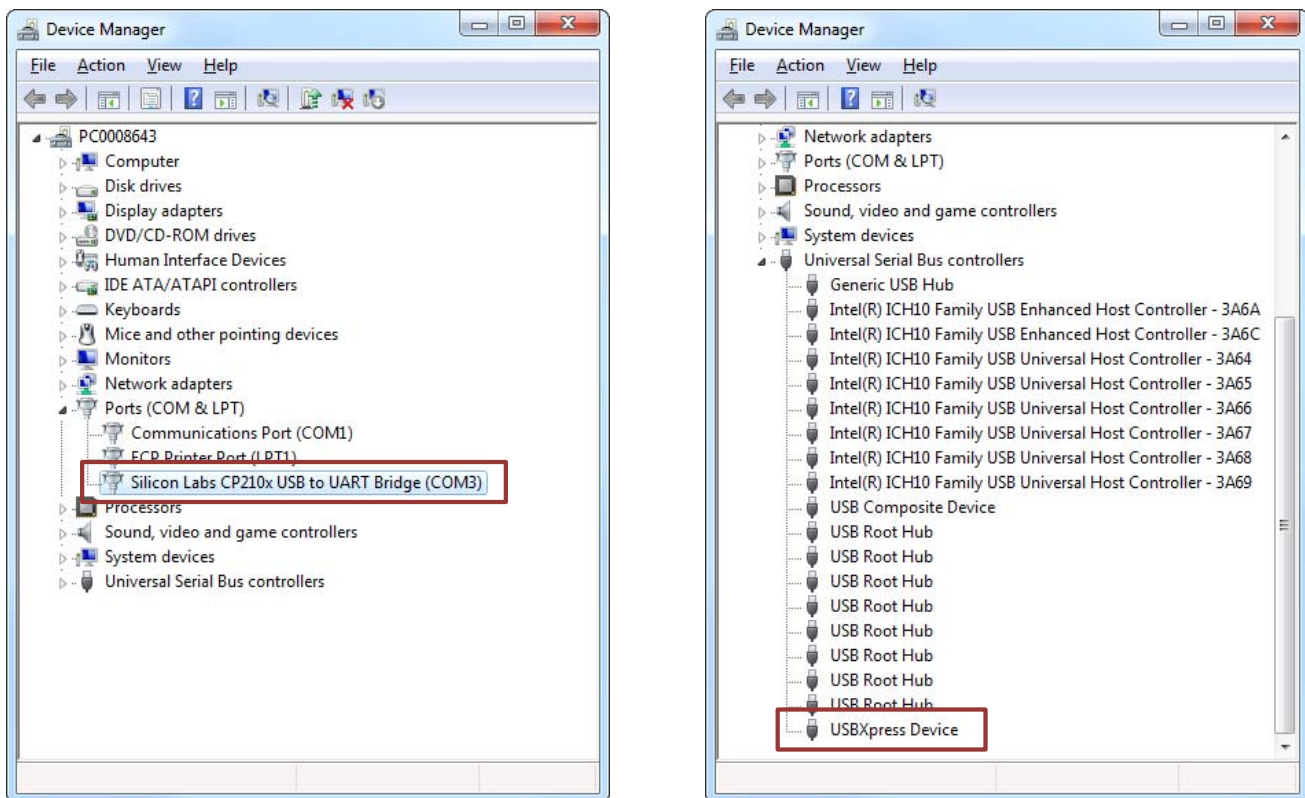 Device Manager
File Action View Help
PC0008643
Computer
Disk drives
Display adapters
DVD/CD-ROM drives
Human Interface Devices
IDE ATA/ATAPI controllers
Keyboards
Mice and other pointing devices
Monitors
Network adapters
Ports (COM & LPT)
Communications Port (COM1)
ECP Printer Port (LPT1)
Silicon Labs CP210x USB to UART Bridge (COM3)
Processors
Sound, video and game controllers
System devices
Universal Serial Bus controllers
Device Manager
File Action View Help
Network adapters
Ports (COM & LPT)
Processors
Sound, video and game controllers
System devices
Universal Serial Bus controllers
Generic USB Hub
Intel(R) ICH10 Family USB Enhanced Host Controller - 3A6A
Intel(R) ICH10 Family USB Enhanced Host Controller - 3A6C
Intel(R) ICH10 Family USB Universal Host Controller - 3A64
Intel(R) ICH10 Family USB Universal Host Controller - 3A65
Intel(R) ICH10 Family USB Universal Host Controller - 3A66
Intel(R) ICH10 Family USB Universal Host Controller - 3A67
Intel(R) ICH10 Family USB Universal Host Controller - 3A68
Intel(R) ICH10 Family USB Universal Host Controller - 3A69
USB Composite Device
USB Root Hub
USB Root Hub
USB Root Hub
USB Root Hub
USB Root Hub
USB Root Hub
USB Root Hub
USB Root Hub
USBXpress Device